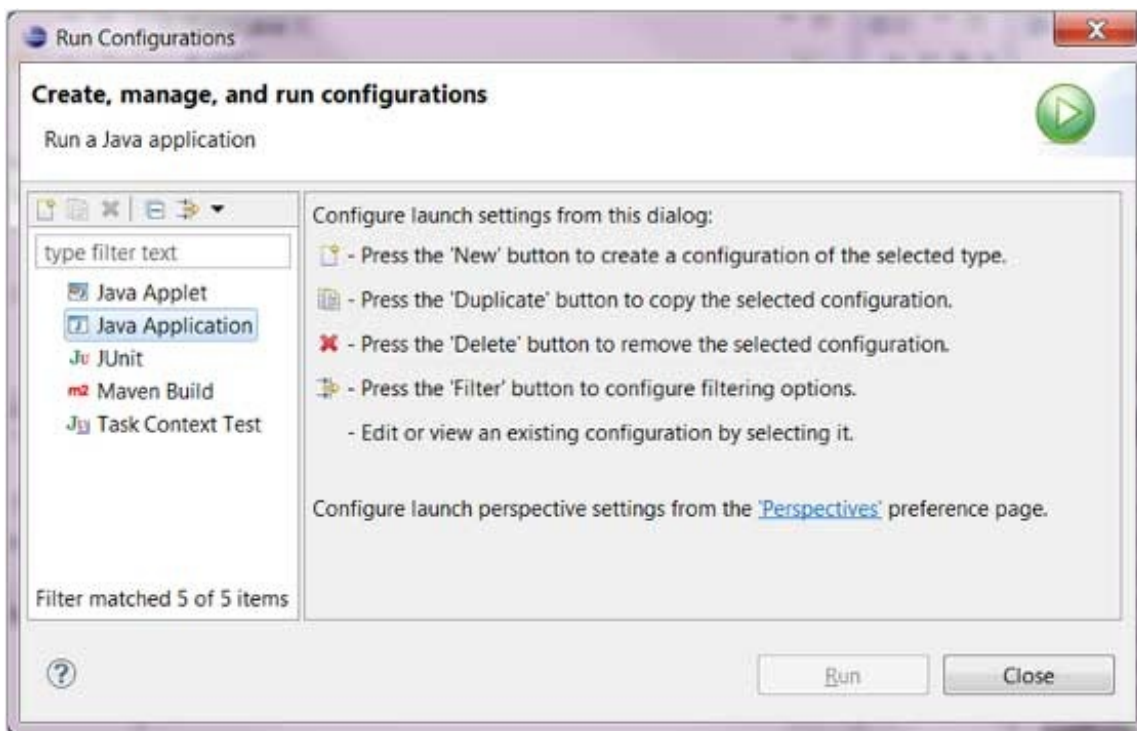 Run Configurations
Create, manage, and run configurations
Run a Java application
type filter text
Java Applet
Java Application
Ju JUnit
m2 Maven Build
Ju Task Context Test
Filter matched 5 of 5 items
Configure launch settings from this dialog:
- Press the 'New' button to create a configuration of the selected type.
- Press the 'Duplicate' button to copy the selected configuration.
- Press the 'Delete' button to remove the selected configuration.
- Press the 'Filter' button to configure filtering options.
- Edit or view an existing configuration by selecting it.
Configure launch perspective settings from the 'Perspectives' preference page.
?
Run
Close